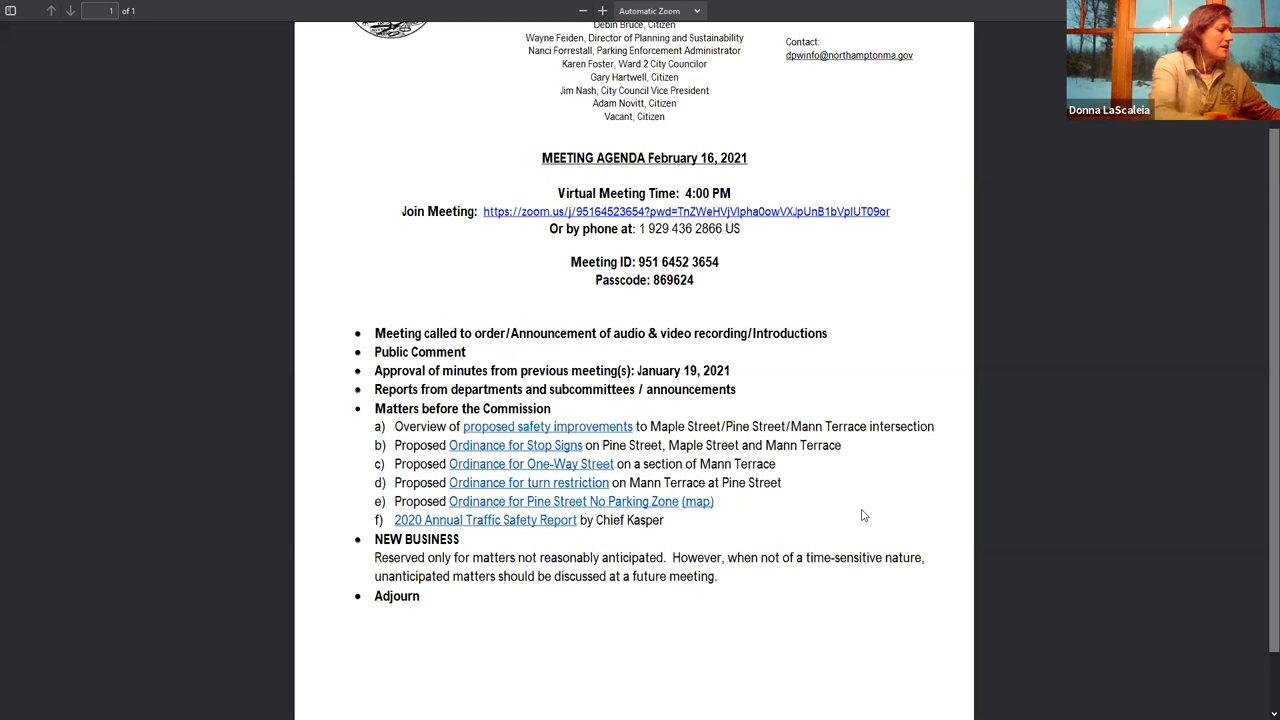 1 of 1 Automatic Zoom
Debin Bruce, Citizen
Wayne Feiden, Director of Planning and Sustainability
Nanci Forrestall, Parking Enforcement Administrator
Karen Foster, Ward 2 City Councilor
Gary Hartwell, Citizen
Jim Nash, City Council Vice President
Adam Novitt, Citizen
Vacant, Citizen
Contact:
dpwinfo@northamptonma.gov
Donna LaScaleia
MEETING AGENDA February 16, 2021
Virtual Meeting Time: 4:00 PM
Join Meeting: https://zoom.us/j/95164523654?pwd=TnZWeHVjVlpha0owVXJpUnB1bVplUT09or
Or by phone at: 1 929 436 2866 US
Meeting ID: 951 6452 3654
Passcode: 869624
• Meeting called to order/Announcement of audio & video recording/Introductions
• Public Comment
• Approval of minutes from previous meeting(s): January 19, 2021
• Reports from departments and subcommittees / announcements
• Matters before the Commission
a) Overview of proposed safety improvements to Maple Street/Pine Street/Mann Terrace intersection
b) Proposed Ordinance for Stop Signs on Pine Street, Maple Street and Mann Terrace
c) Proposed Ordinance for One-Way Street on a section of Mann Terrace
d) Proposed Ordinance for turn restriction on Mann Terrace at Pine Street
e) Proposed Ordinance for Pine Street No Parking Zone (map)
f) 2020 Annual Traffic Safety Report by Chief Kasper
• NEW BUSINESS
Reserved only for matters not reasonably anticipated. However, when not of a time-sensitive nature,
unanticipated matters should be discussed at a future meeting.
• Adjourn